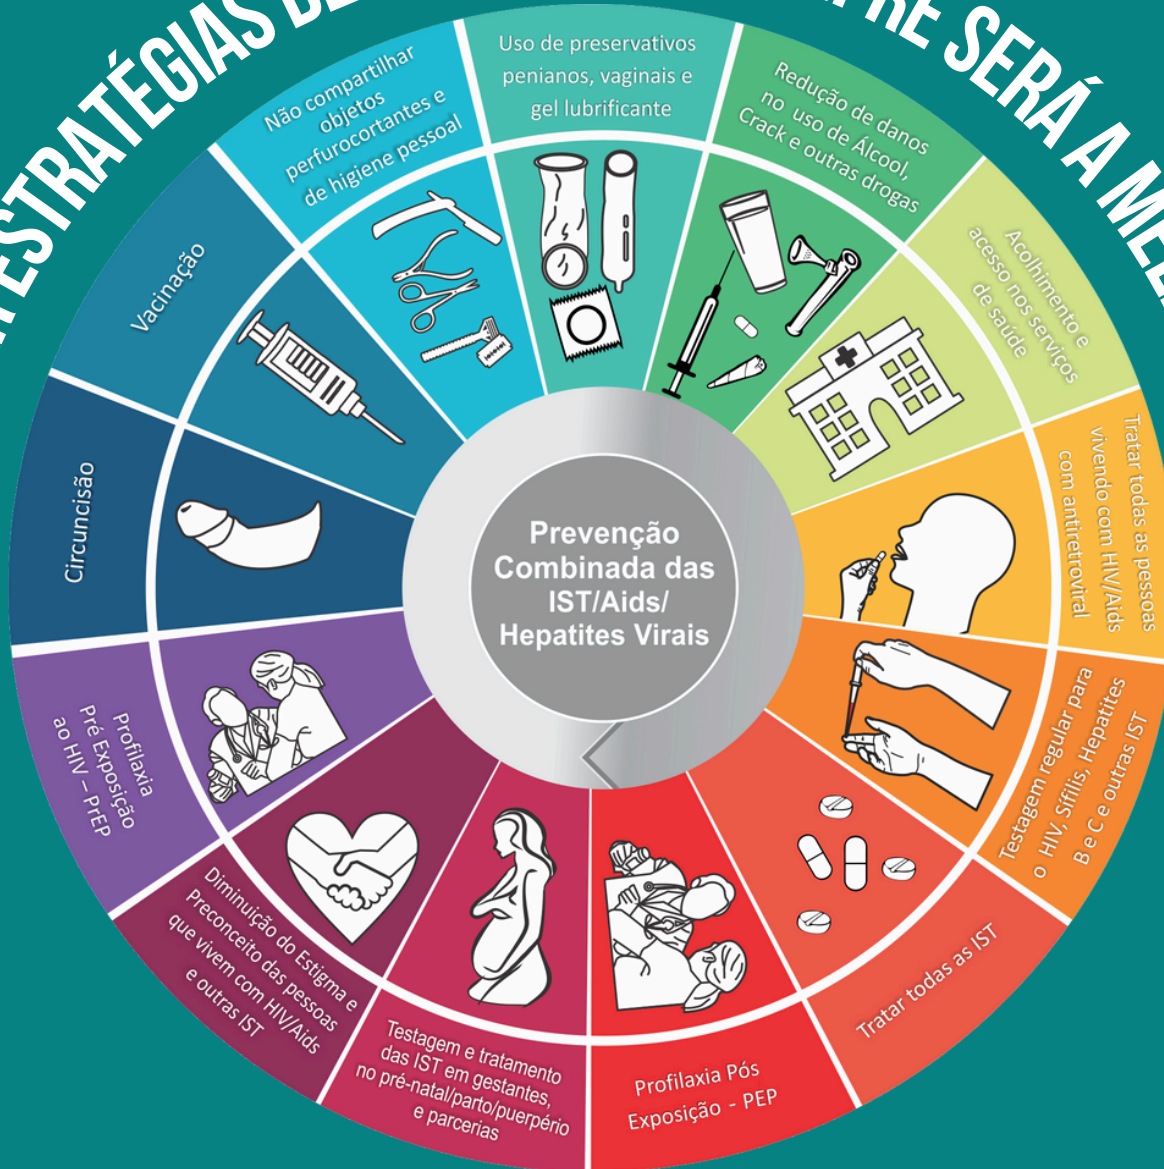 ESTRATÉGIAS
SERÁ A
Prevenção
Combinada das
IST/Aids/
Hepatites Virais
Uso de preservativos
penianos, vaginais e
gel lubrificante
Redução de danos
no uso de Álcool,
Crack e outras drogas
Acolhimento e
acesso nos serviços
de saúde
Tratar todas as pessoas
vivendo com HIV/Aids
com antiretroviral
Testagem regular para
o HIV, Sífilis, Hepatites
B e C e outras IST
Tratar todas as IST
Profilaxia Pós
Exposição - PEP
Testagem e tratamento
das IST em gestantes,
no pré-natal/parto/puerpério
e parcerias
Diminuição do Estigma e
Preconceito das pessoas
que vivem com HIV/Aids
e outras IST
Profilaxia
Pré Exposição
ao HIV – PrEP
Circuncisão
Vacinação
Não compartilhar
objetos
perfurocortantes e
de higiene pessoal